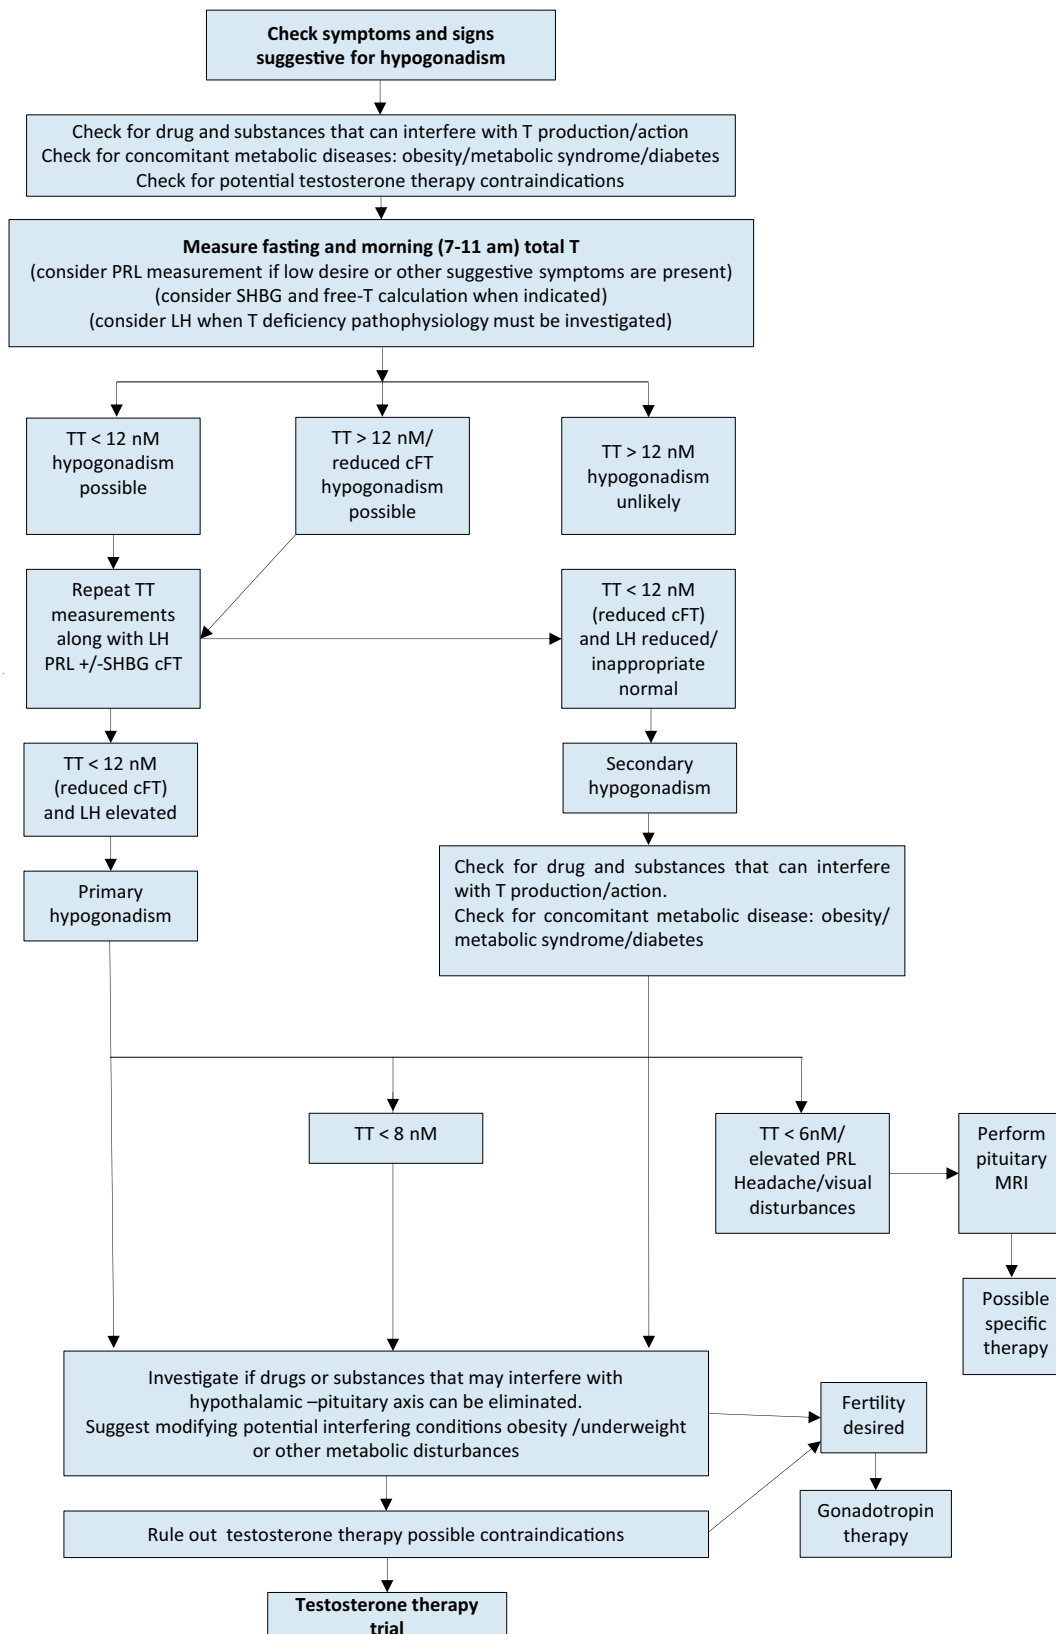 Check symptoms and signs
suggestive for hypogonadism
Check for drug and substances that can interfere with T production/action
Check for concomitant metabolic diseases: obesity/metabolic syndrome/diabetes
Check for potential testosterone therapy contraindications
Measure fasting and morning (7-11 am) total T
(consider PRL measurement if low desire or other suggestive symptoms are present)
(consider SHBG and free-T calculation when indicated)
(consider LH when T deficiency pathophysiology must be investigated)
TT < 12 nM
hypogonadism
possible
TT > 12 nM/
reduced cFT
hypogonadism
possible
TT > 12 nM
hypogonadism
unlikely
Repeat TT
measurements
along with LH
PRL +/-SHBG cFT
TT < 12 nM
(reduced cFT)
and LH reduced/
inappropriate
normal
TT < 12 nM
(reduced cFT)
and LH elevated
Secondary
hypogonadism
Primary
hypogonadism
Check for drug and substances that can interfere
with T production/action.
Check for concomitant metabolic disease: obesity/
metabolic syndrome/diabetes
TT < 8 nM
TT < 6nM/
elevated PRL
Headache/visual
disturbances
Perform
pituitary
MRI
Possible
specific
therapy
Investigate if drugs or substances that may interfere with
hypothalamic –pituitary axis can be eliminated.
Suggest modifying potential interfering conditions obesity /underweight
or other metabolic disturbances
Fertility
desired
Gonadotropin
therapy
Rule out testosterone therapy possible contraindications
Testosterone therapy
trial